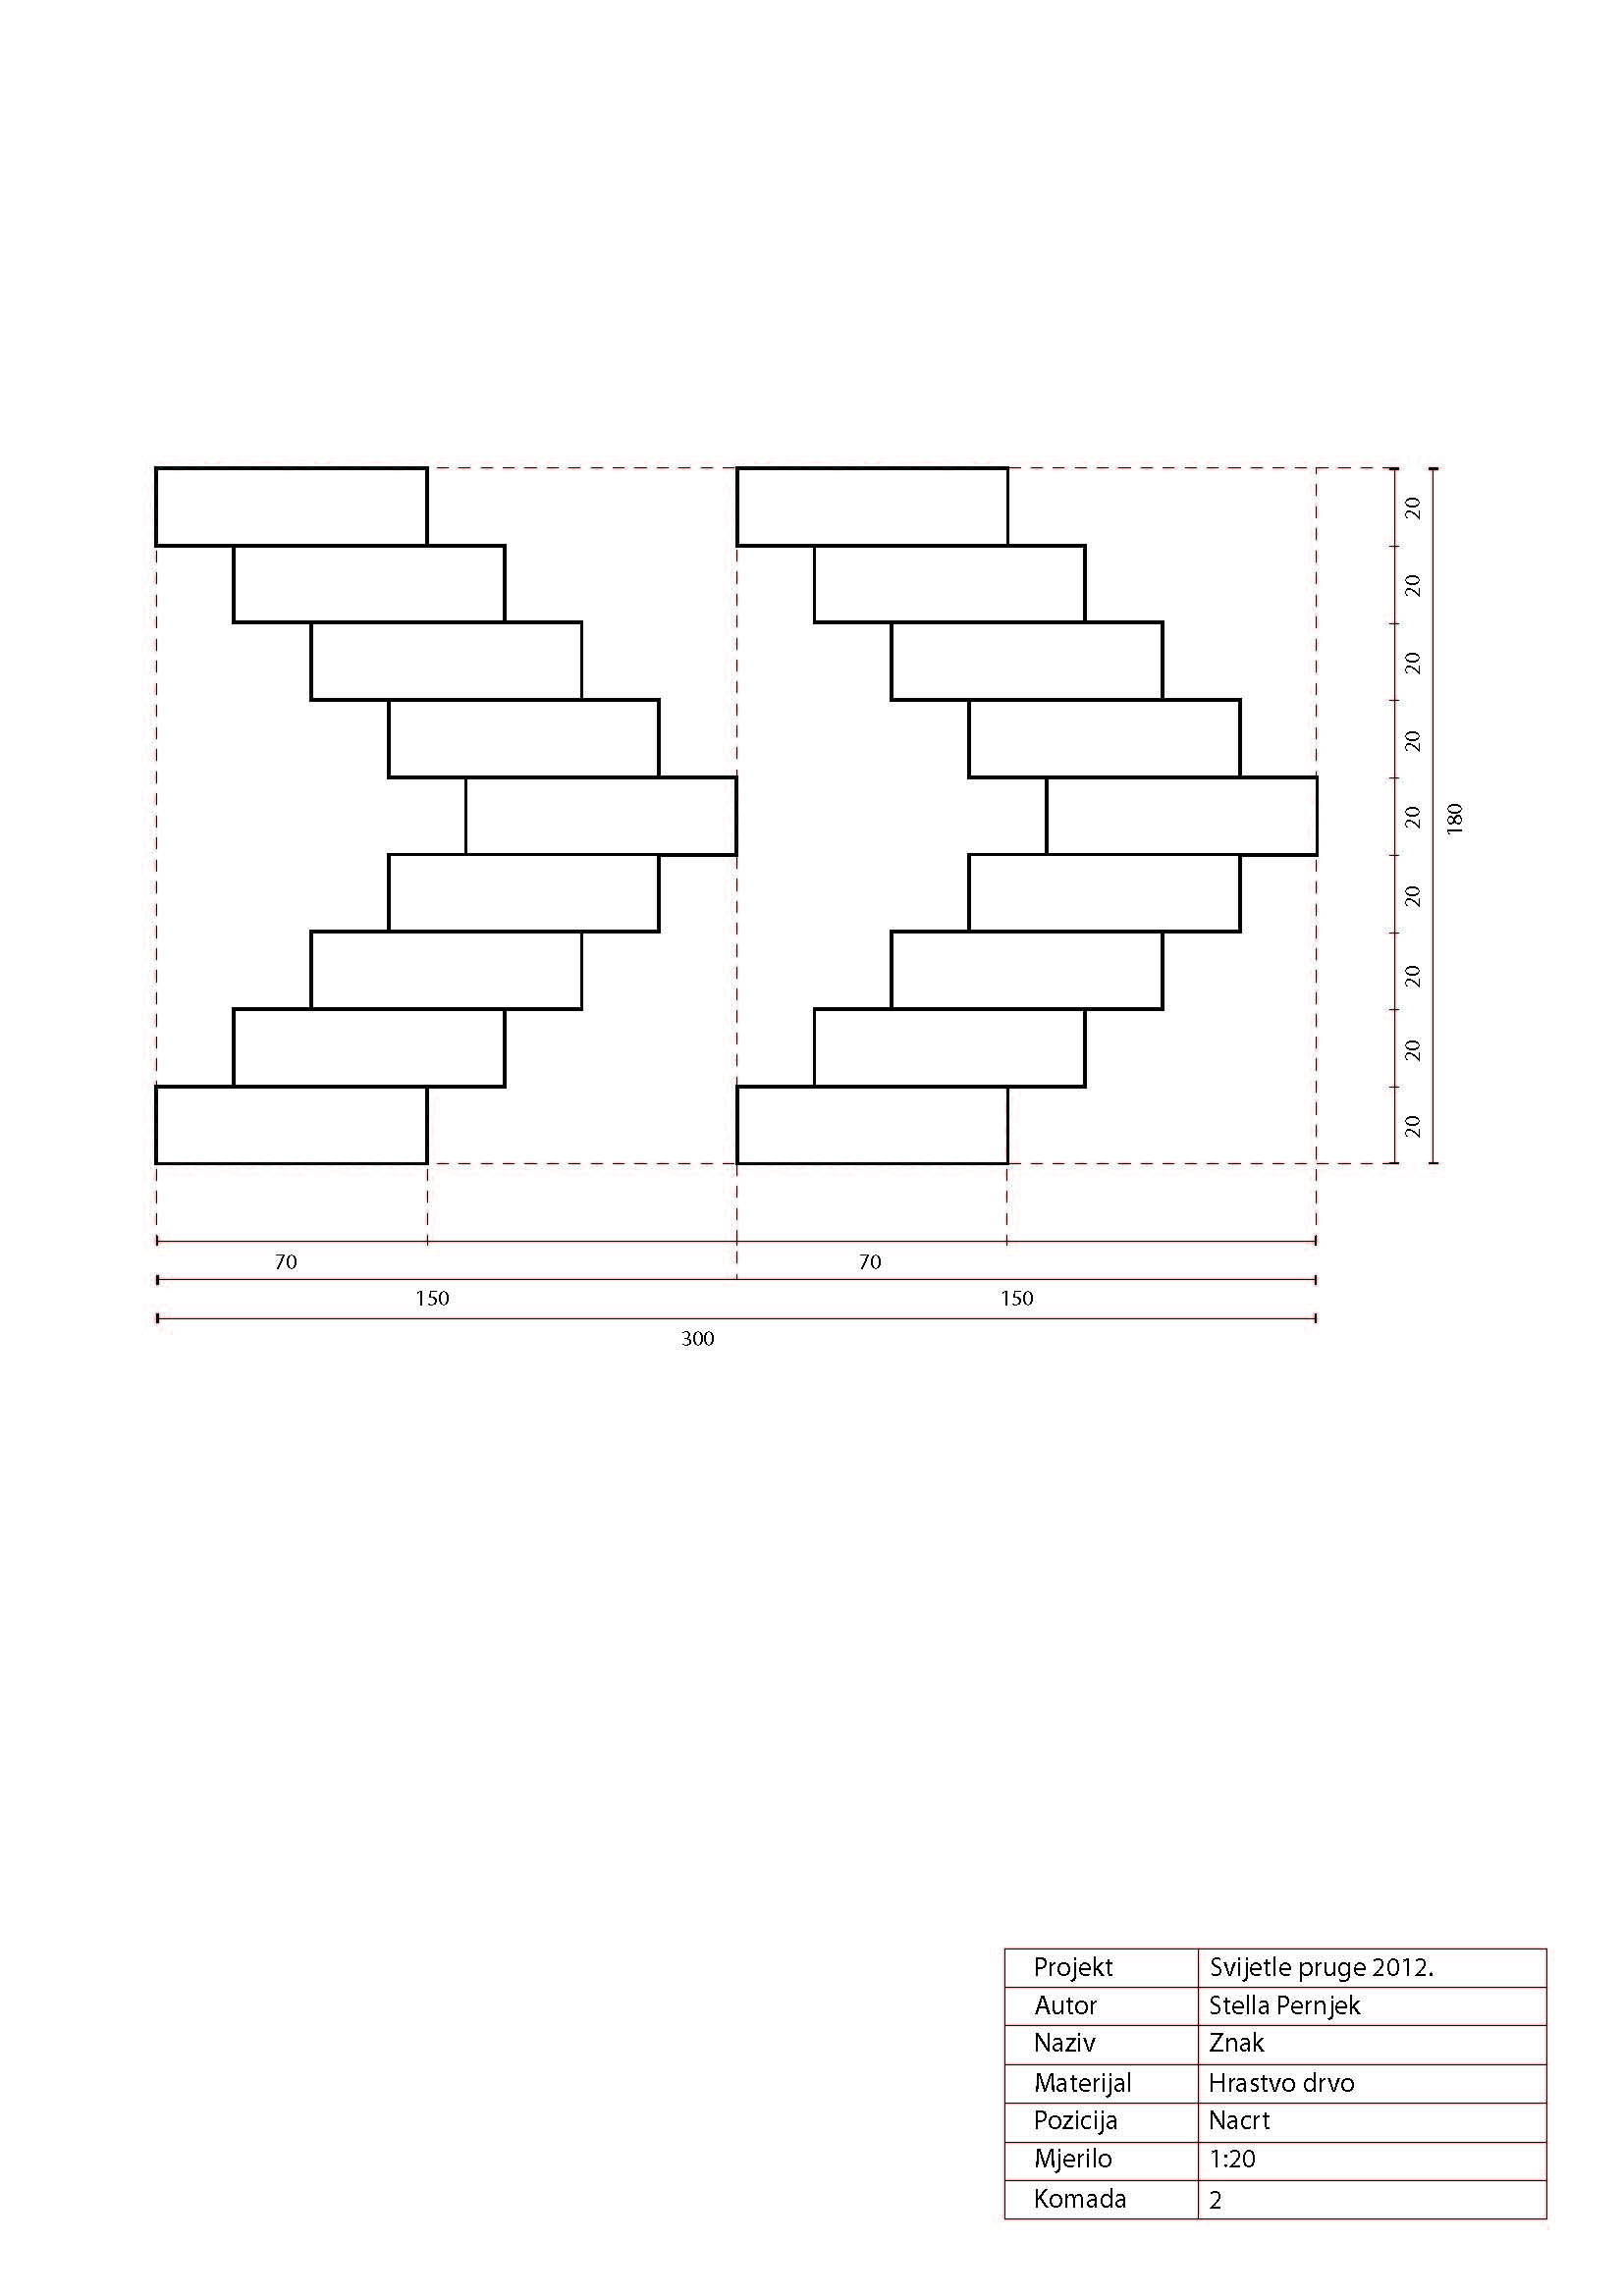 20
20
20
20
20
180
20
20
20
20
70 70
150 150
300
Projekt Svijetle pruge 2012.
Autor Stella Pernjek
Naziv Znak
Materijal Hrastvo drvo
Pozicija Nacrt
Mjerilo 1:20
Komada 2